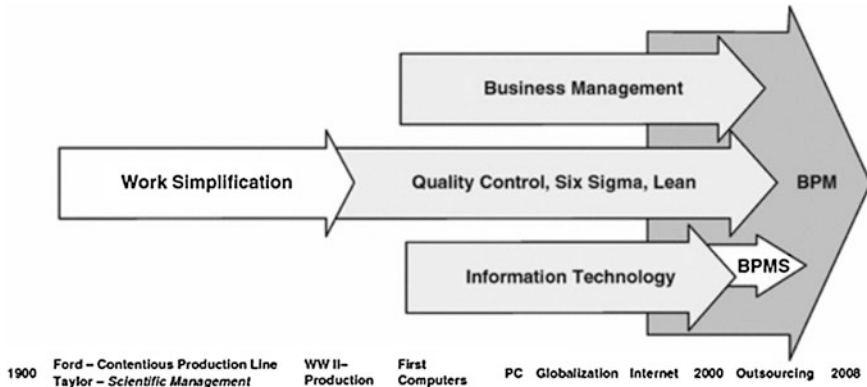 Business Management
Work Simplification
Quality Control, Six Sigma, Lean
BPM
Information Technology
BPMS
1900 Ford – Contentious Production Line WW II– First PC Globalization Internet 2000 Outsourcing 2008
Taylor – Scientific Management Production Computers